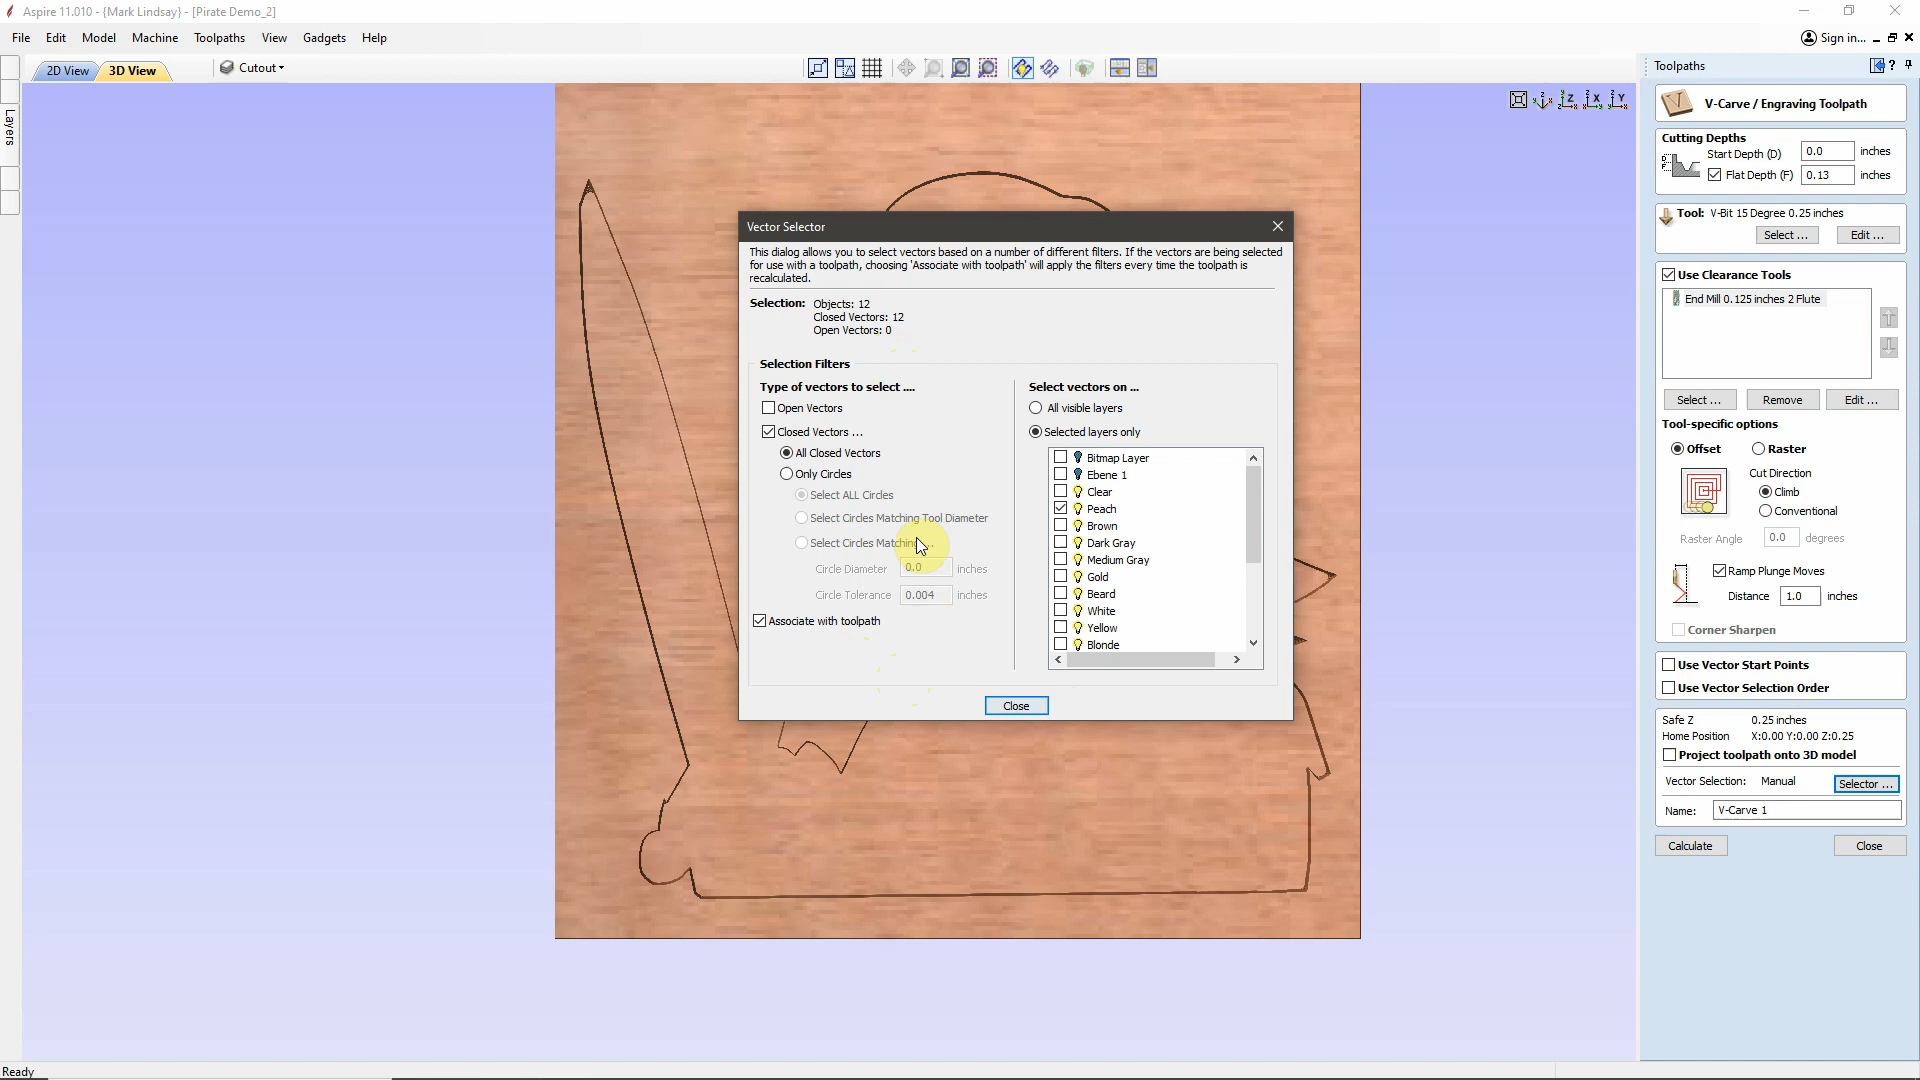 Aspire 11.010 - {Mark Lindsay} - [Pirate Demo_2]
File Edit Model Machine Toolpaths View Gadgets Help
Sign in...
2D View 3D View Cutout
Layers
Vector Selector
This dialog allows you to select vectors based on a number of different filters. If the vectors are being selected
for use with a toolpath, choosing 'Associate with toolpath' will apply the filters every time the toolpath is
recalculated.
Selection: Objects: 12
Closed Vectors: 12
Open Vectors: 0
Selection Filters
Type of vectors to select ....
Open Vectors
Closed Vectors ...
All Closed Vectors
Only Circles
Select ALL Circles
Select Circles Matching Tool Diameter
Select Circles Matching ...
Circle Diameter 0.0 inches
Circle Tolerance 0.004 inches
Associate with toolpath
Select vectors on ...
All visible layers
Selected layers only
Bitmap Layer
Ebene 1
Clear
Peach
Brown
Dark Gray
Medium Gray
Gold
Beard
White
Yellow
Blonde
Close
Toolpaths
V-Carve / Engraving Toolpath
Cutting Depths
Start Depth (D) 0.0 inches
Flat Depth (F) 0.13 inches
Tool: V-Bit 15 Degree 0.25 inches
Select ... Edit ...
Use Clearance Tools
End Mill 0.125 inches 2 Flute
Select ... Remove Edit ...
Tool-specific options
Offset Raster
Cut Direction
Climb
Conventional
Raster Angle 0.0 degrees
Ramp Plunge Moves
Distance 1.0 inches
Corner Sharpen
Use Vector Start Points
Use Vector Selection Order
Safe Z 0.25 inches
Home Position X:0.00 Y:0.00 Z:0.25
Project toolpath onto 3D model
Vector Selection: Manual Selector ...
Name: V-Carve 1
Calculate Close
Ready